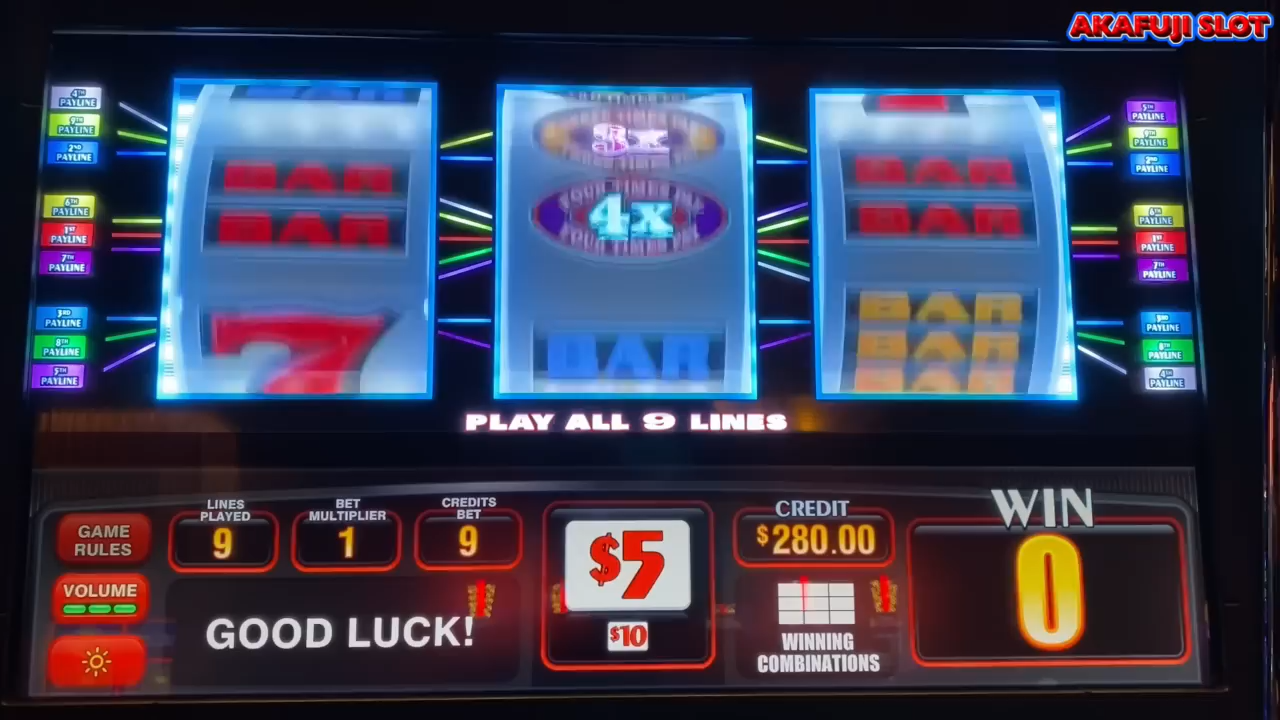 AKAFUJI SLOT
4TH PAYLINE
9TH PAYLINE
2ND PAYLINE
6TH PAYLINE
1ST PAYLINE
7TH PAYLINE
3RD PAYLINE
8TH PAYLINE
5TH PAYLINE
BAR
BAR
7
5x
4x
BAR
BAR
BAR
BAR
BAR
BAR
5TH PAYLINE
9TH PAYLINE
2ND PAYLINE
6TH PAYLINE
1ST PAYLINE
7TH PAYLINE
3RD PAYLINE
8TH PAYLINE
4TH PAYLINE
PLAY ALL 9 LINES
GAME RULES
VOLUME
LINES PLAYED
9
BET MULTIPLIER
1
CREDITS BET
9
GOOD LUCK!
$5
$10
CREDIT
$280.00
WINNING COMBINATIONS
WIN
0